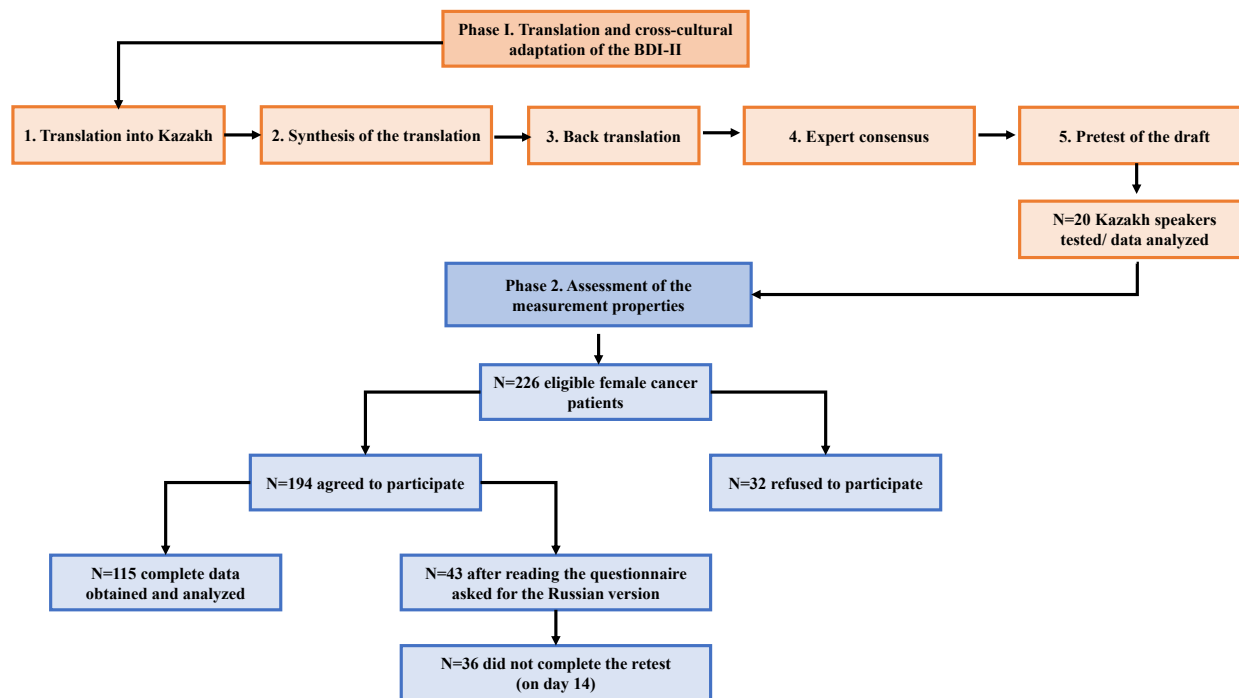 Phase I. Translation and cross-cultural
adaptation of the BDI-II
1. Translation into Kazakh
2. Synthesis of the translation
3. Back translation
4. Expert consensus
5. Pretest of the draft
N=20 Kazakh speakers
tested/ data analyzed
Phase 2. Assessment of the
measurement properties
N=226 eligible female cancer
patients
N=194 agreed to participate
N=32 refused to participate
N=115 complete data
obtained and analyzed
N=43 after reading the questionnaire
asked for the Russian version
N=36 did not complete the retest
(on day 14)